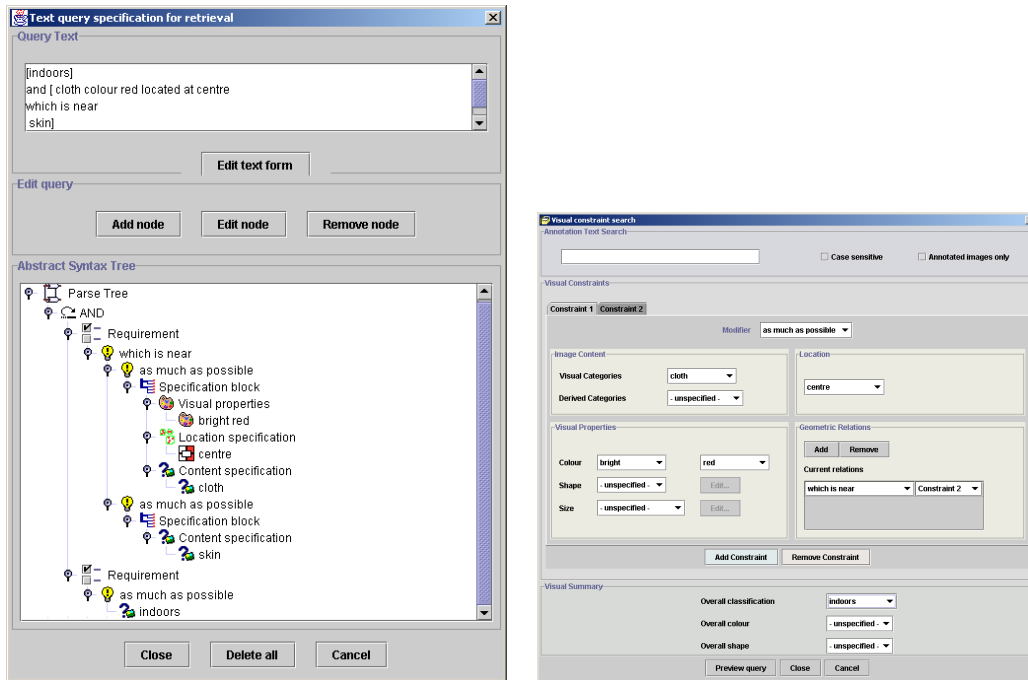 Text query specification for retrieval
Query Text
[indoors]
and [ cloth colour red located at centre
which is near
skin]
Edit text form
Edit query
Add node Edit node Remove node
Abstract Syntax Tree
Parse Tree
AND
Requirement
which is near
as much as possible
Specification block
Visual properties
bright red
Location specification
centre
Content specification
cloth
as much as possible
Specification block
Content specification
skin
Requirement
as much as possible
indoors
Close Delete all Cancel
Visual constraint search
Annotation Text Search
Case sensitive Annotated images only
Visual Constraints
Constraint 1 Constraint 2
Modifier as much as possible
Image Content
Visual Categories cloth
Derived Categories - unspecified -
Location
centre
Visual Properties
Colour bright red
Shape - unspecified - Edit...
Size - unspecified - Edit...
Geometric Relations
Add Remove
Current relations
which is near Constraint 2
Add Constraint Remove Constraint
Visual Summary
Overall classification indoors
Overall colour - unspecified -
Overall shape - unspecified -
Preview query Close Cancel